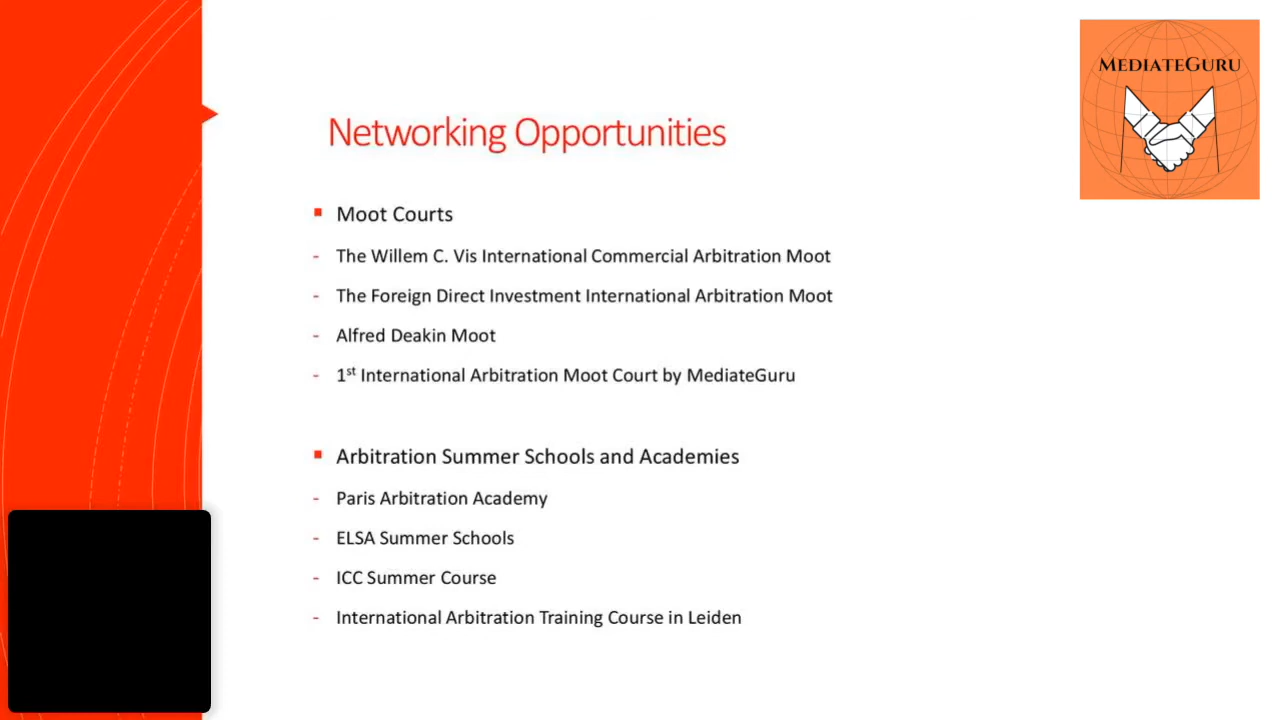 MEDIATEGURU
Networking Opportunities
▪ Moot Courts
- The Willem C. Vis International Commercial Arbitration Moot
- The Foreign Direct Investment International Arbitration Moot
- Alfred Deakin Moot
- 1st International Arbitration Moot Court by MediateGuru
▪ Arbitration Summer Schools and Academies
- Paris Arbitration Academy
- ELSA Summer Schools
- ICC Summer Course
- International Arbitration Training Course in Leiden